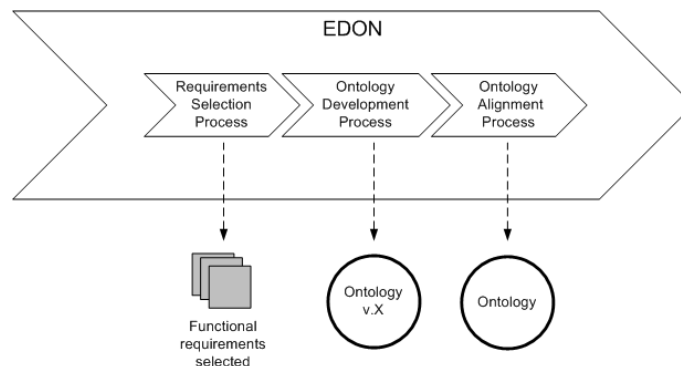 EDON
Requirements
Selection
Process
Ontology
Development
Process
Ontology
Alignment
Process
Functional
requirements
selected
Ontology
v.X
Ontology